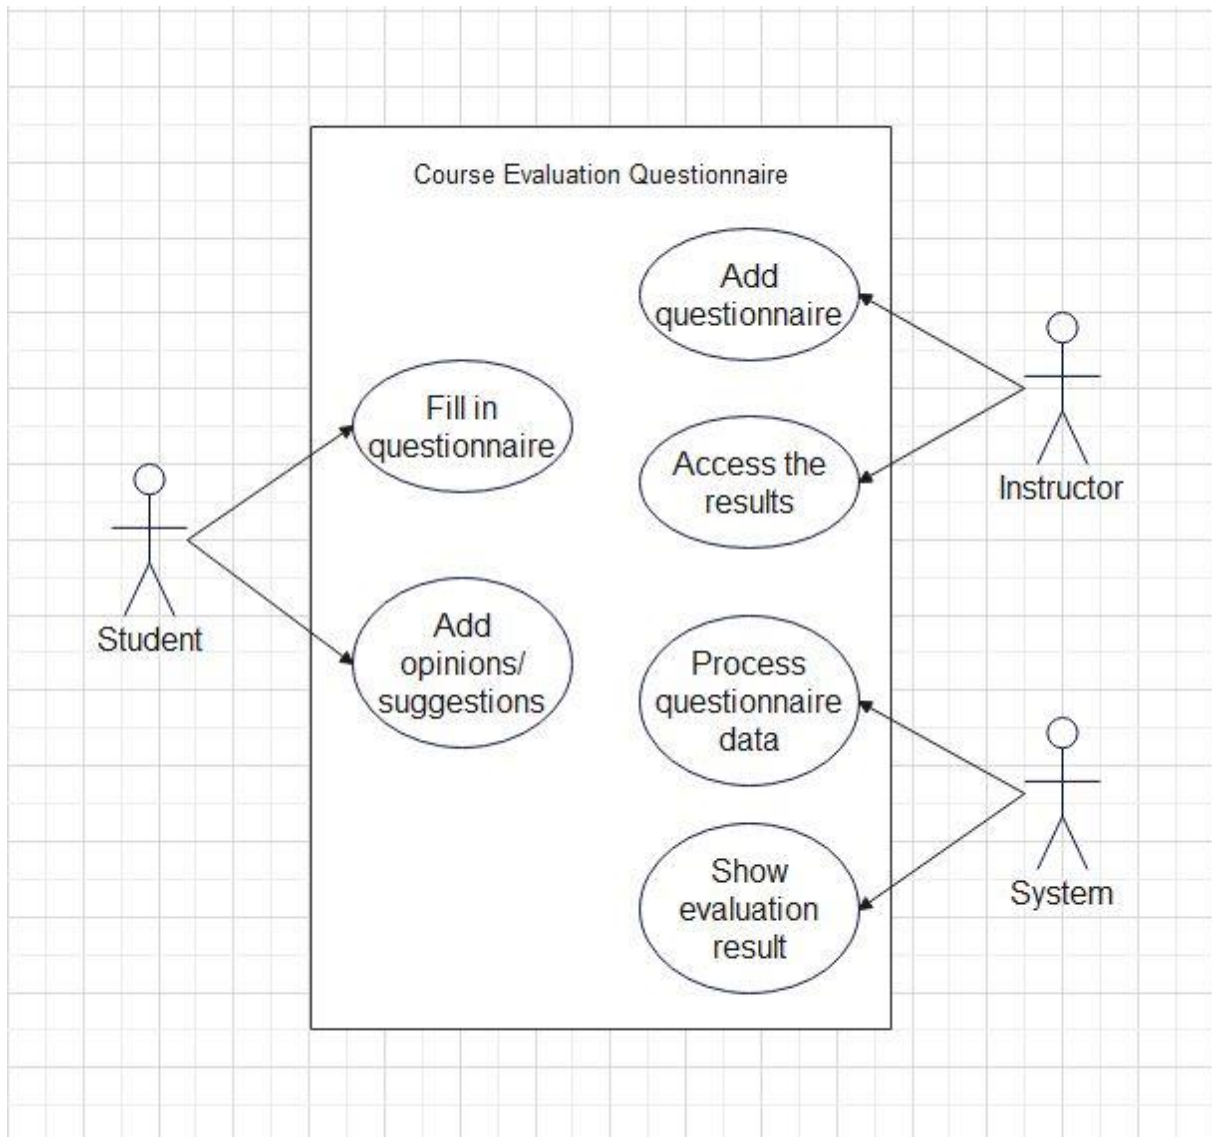 Course Evaluation Questionnaire
Add
questionnaire
Fill in
questionnaire
Access the
results
Instructor
Student
Add
opinions/
suggestions
Process
questionnaire
data
System
Show
evaluation
result